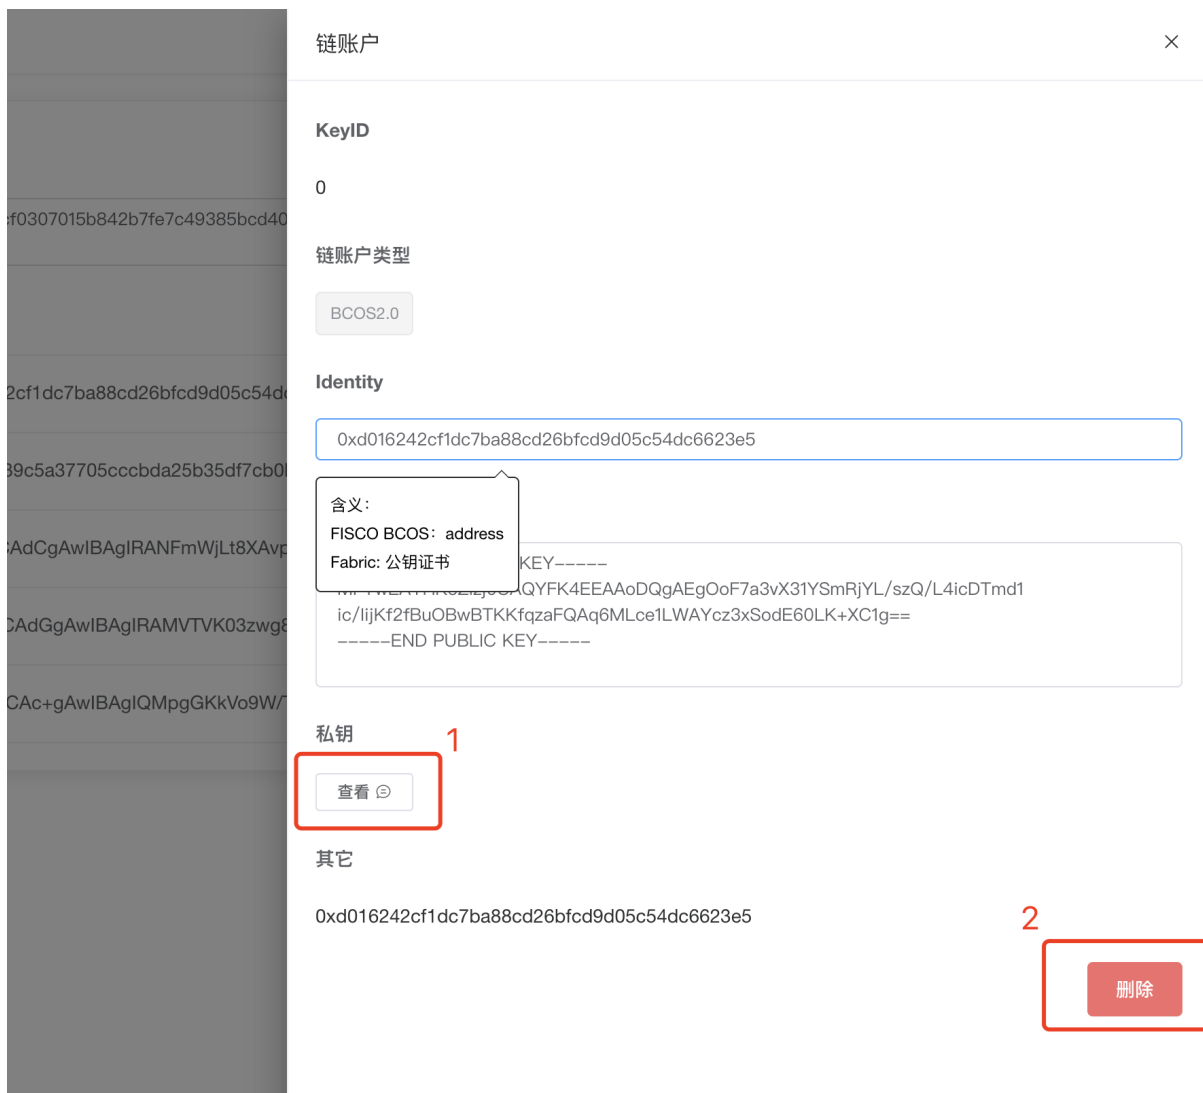 链账户
KeyID
0
cf0307015b842b7fe7c49385bcd40
链账户类型
BCOS2.0
Identity
2cf1dc7ba88cd26bfcd9d05c54dc
0xd016242cf1dc7ba88cd26bfcd9d05c54dc6623e5
39c5a37705cccbda25b35df7cb0
含义：
FISCO BCOS：address
Fabric: 公钥证书
CAdCgAwIBAgIRANFmWjLt8XAvp
KEY-----
QYFK4EEAAoDQgAEgOoF7a3vX31YSmRjYL/szQ/L4icDTmd1
ic/lijKf2fBuOBwBTKKfqzaFQAq6MLce1LWAYcz3xSodE60LK+XC1g==
-----END PUBLIC KEY-----
CAdGgAwIBAgIRAMVTVK03zwg8
CAc+gAwIBAgIQMpgGKkVo9W/
私钥
1
查看
其它
0xd016242cf1dc7ba88cd26bfcd9d05c54dc6623e5
2
删除